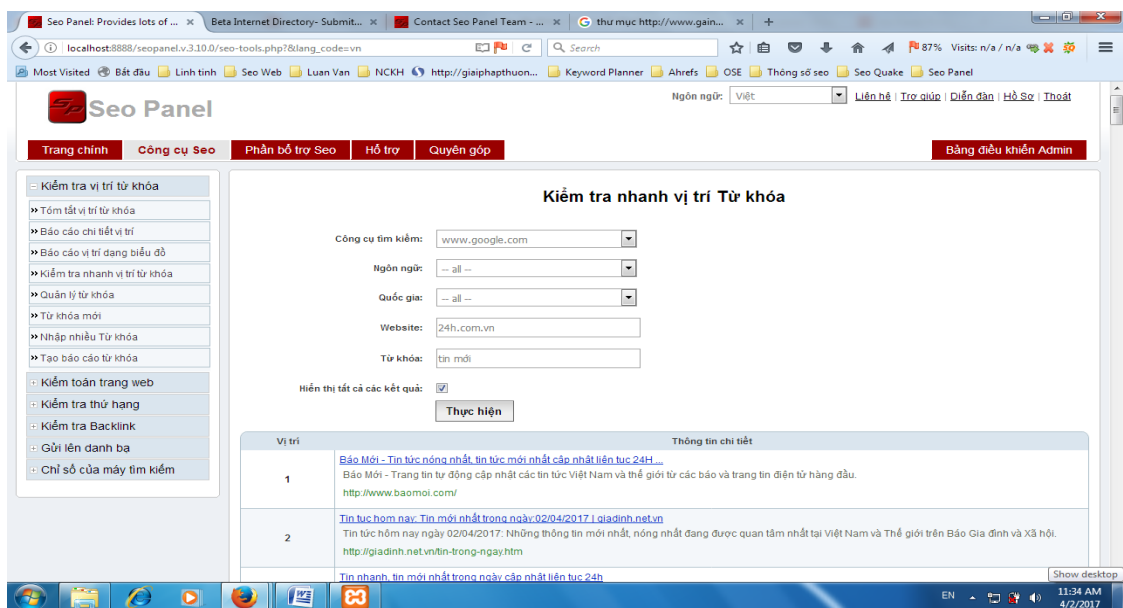 Seo Panel: Provides lots of ... × Beta Internet Directory- Submit... × Contact Seo Panel Team - ... × G thư mục http://www.gain... × +
localhost:8888/seopanel.v.3.10.0/seo-tools.php?&lang_code=vn Search 87% Visits: n/a / n/a
Most Visited Bắt đầu Linh tinh Seo Web Luan Van NCKH http://giaiphapthuon... Keyword Planner Ahrefs OSE Thông số seo Seo Quake Seo Panel
Seo Panel
Ngôn ngữ: Việt Liên hệ | Trợ giúp | Diễn đàn | Hồ Sơ | Thoát
Trang chính Công cụ Seo Phần bổ trợ Seo Hổ trợ Quyên góp Bảng điều khiển Admin
Kiểm tra vị trí từ khóa
Tóm tắt vị trí từ khóa
Báo cáo chi tiết vị trí
Báo cáo vị trí dạng biểu đồ
Kiểm tra nhanh vị trí từ khóa
Quản lý từ khóa
Từ khóa mới
Nhập nhiều Từ khóa
Tạo báo cáo từ khóa
Kiểm toán trang web
Kiểm tra thứ hạng
Kiểm tra Backlink
Gửi lên danh bạ
Chỉ số của máy tìm kiếm
Kiểm tra nhanh vị trí Từ khóa
Công cụ tìm kiếm: www.google.com
Ngôn ngữ: -- all --
Quốc gia: -- all --
Website: 24h.com.vn
Từ khóa: tin mới
Hiển thị tất cả các kết quả:
Thực hiện
Vị trí Thông tin chi tiết
1
Báo Mới - Tin tức nóng nhất, tin tức mới nhất cập nhật liên tục 24H ...
Báo Mới - Trang tin tự động cập nhật các tin tức Việt Nam và thế giới từ các báo và trang tin điện tử hàng đầu.
http://www.baomoi.com/
2
Tin tuc hom nay: Tin mới nhất trong ngày:02/04/2017 | giadinh.net.vn
Tin tức hôm nay ngày 02/04/2017: Những thông tin mới nhất, nóng nhất đang được quan tâm nhất tại Việt Nam và Thế giới trên Báo Gia đình và Xã hội.
http://giadinh.net.vn/tin-trong-ngay.htm
Tin nhanh, tin mới nhất trong ngày cập nhật liên tục 24h
Show desktop
EN
11:34 AM
4/2/2017